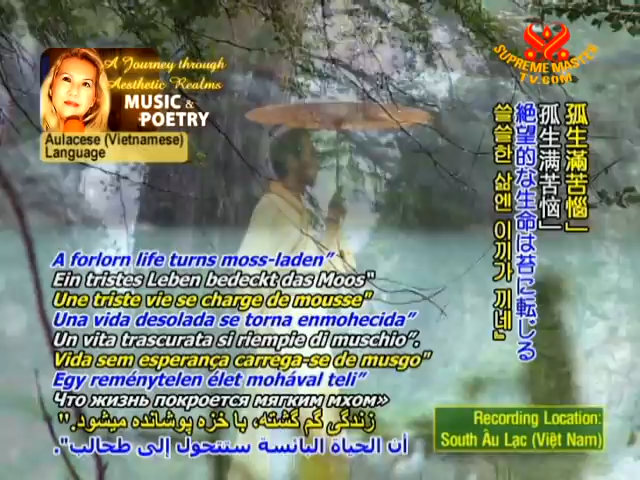 A Journey through
Aesthetic Realms
MUSIC &
POETRY
Aulacese (Vietnamese)
Language
SUPREME MASTER
TV.COM
孤生滿苦惱」
孤生满苦恼」
絶望的な生命は苔に転じる
쓸쓸한 삶엔 이끼가 끼네』
A forlorn life turns moss-laden”
Ein tristes Leben bedeckt das Moos“
Une triste vie se charge de mousse”
Una vida desolada se torna enmohecida”
Un vita trascurata si riempie di muschio”.
Vida sem esperança carrega-se de musgo”
Egy reménytelen élet mohával teli”
Что жизнь покроется мягким мхом»
زندگی گم گشته، با خزه پوشانده میشود."
أن الحياة البائسة ستتحول إلى طحالب".
Recording Location:
South Âu Lạc (Việt Nam)